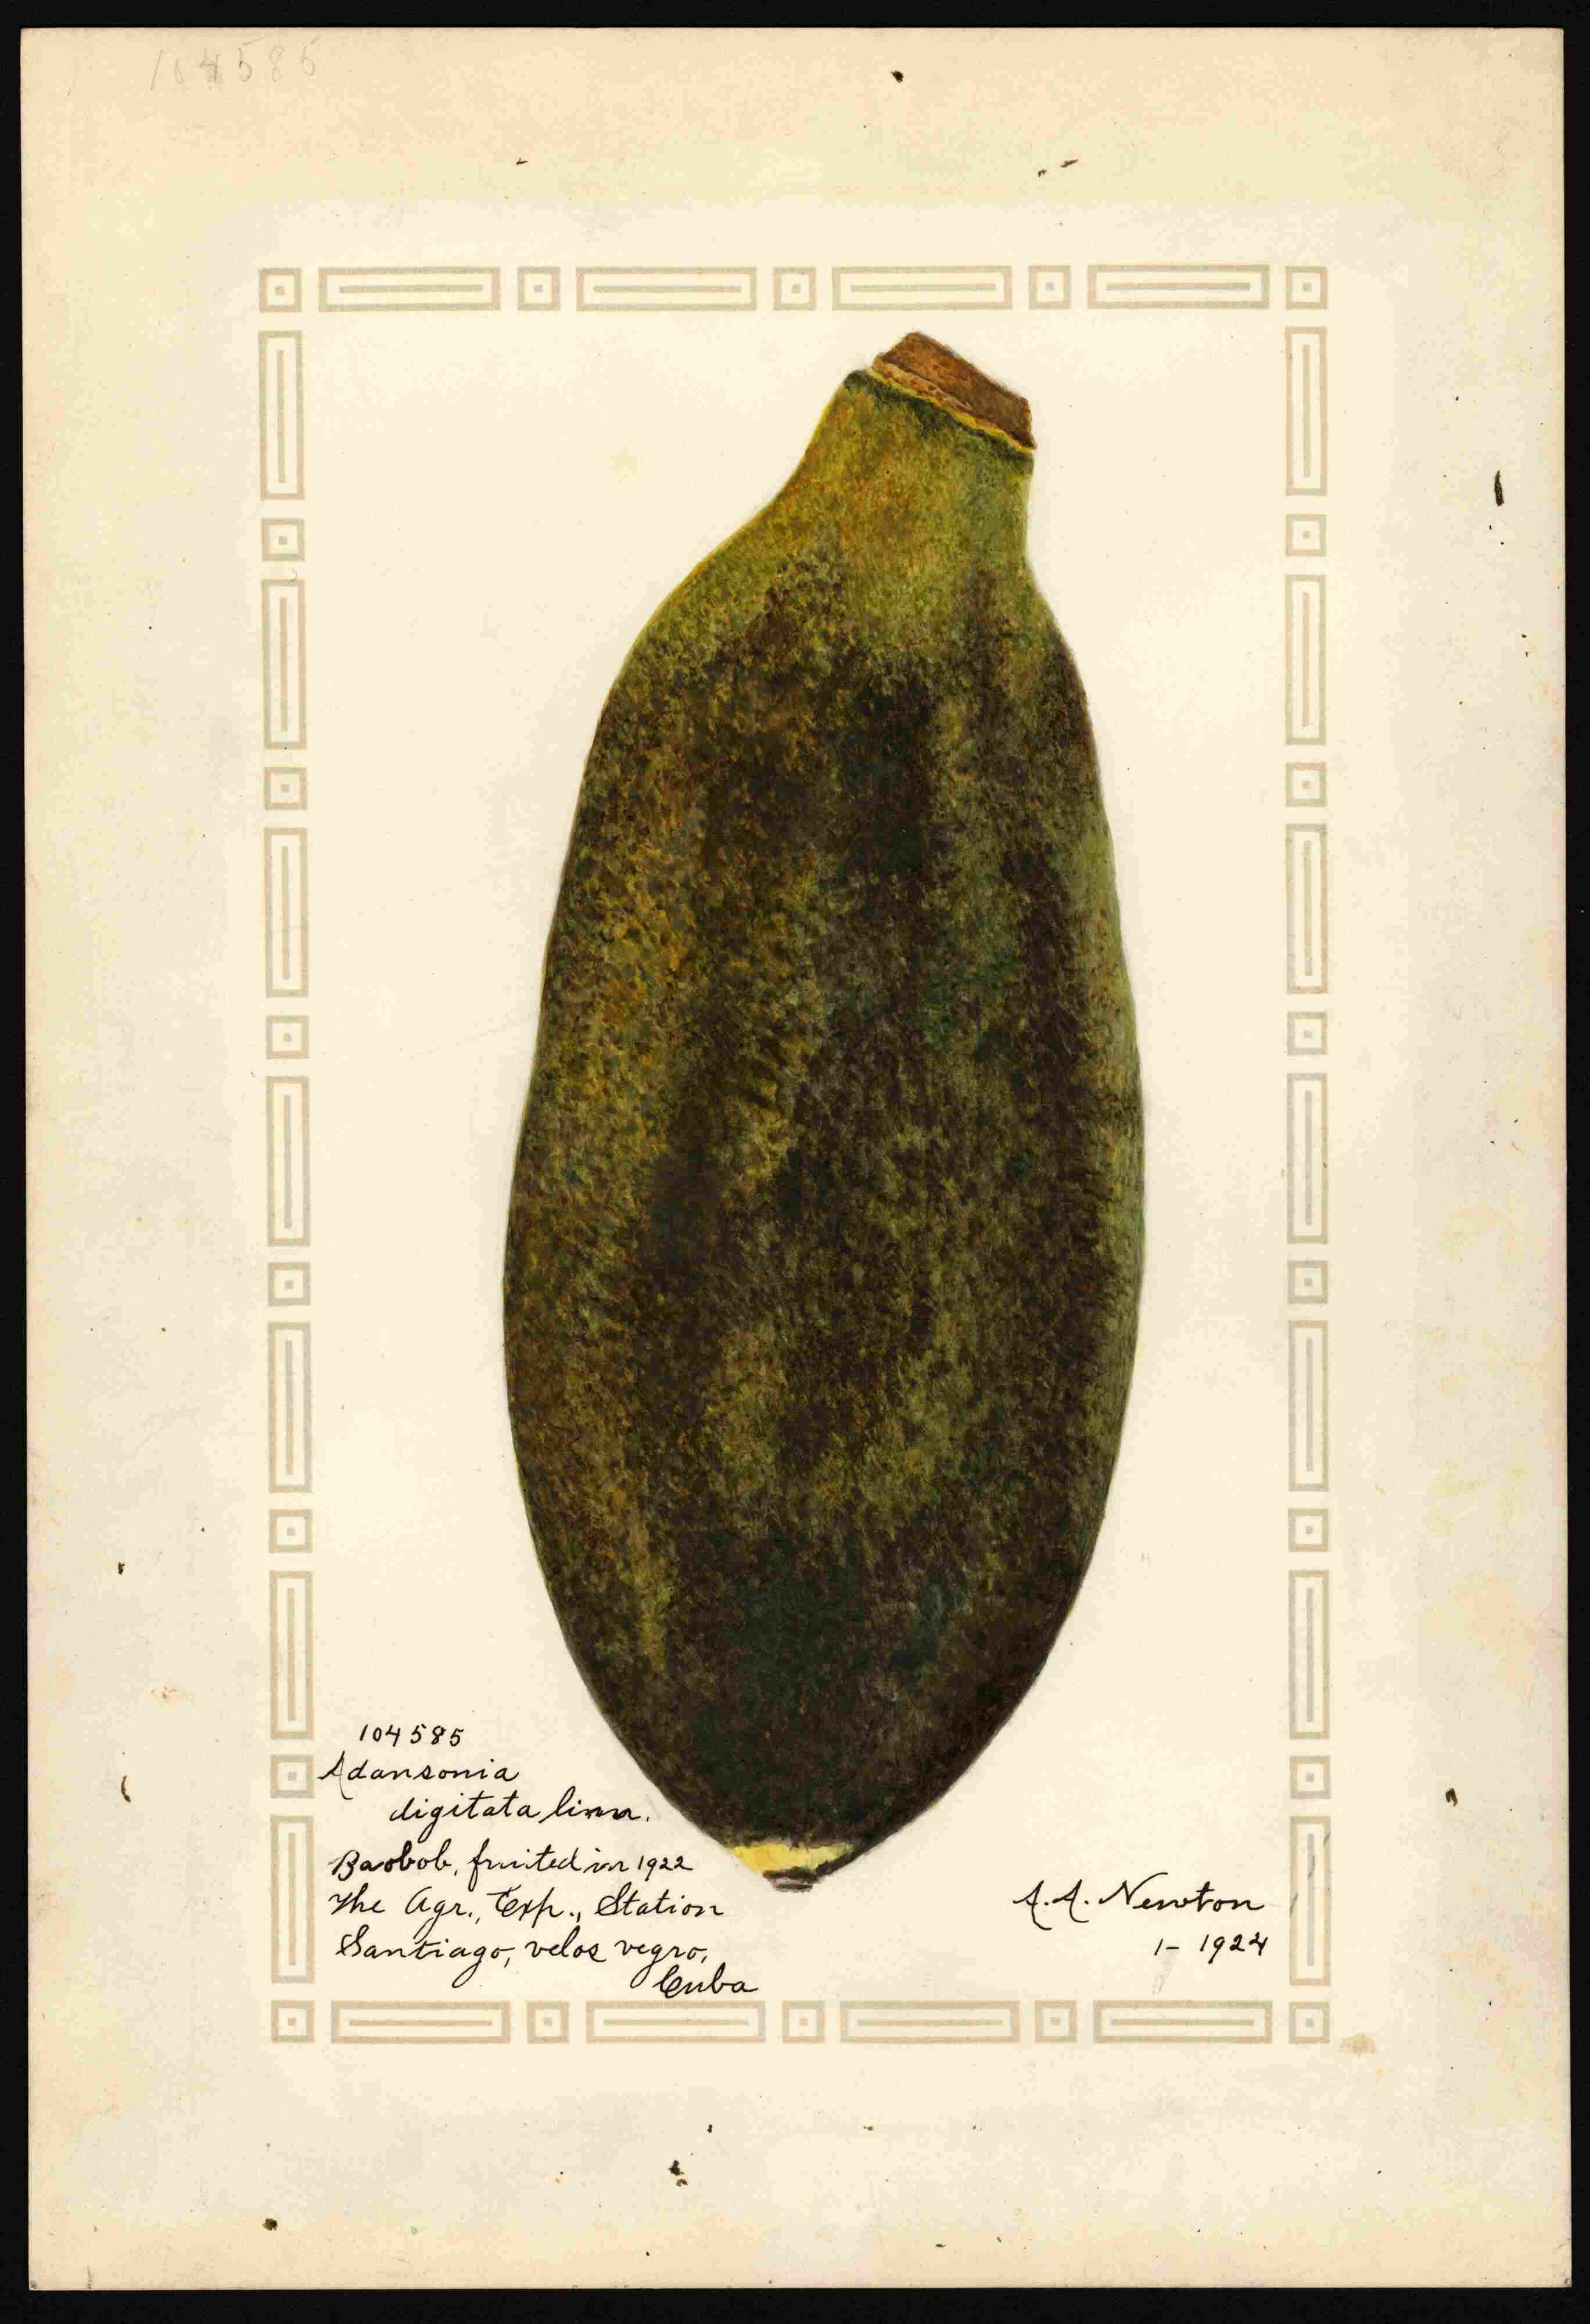 104585
104585
Adansonia
digitata linn.
Baobob, fruited in 1922
The Agr., Exp., Station
Santiago, velos vegro,
Cuba
A.A. Newton
1- 1924